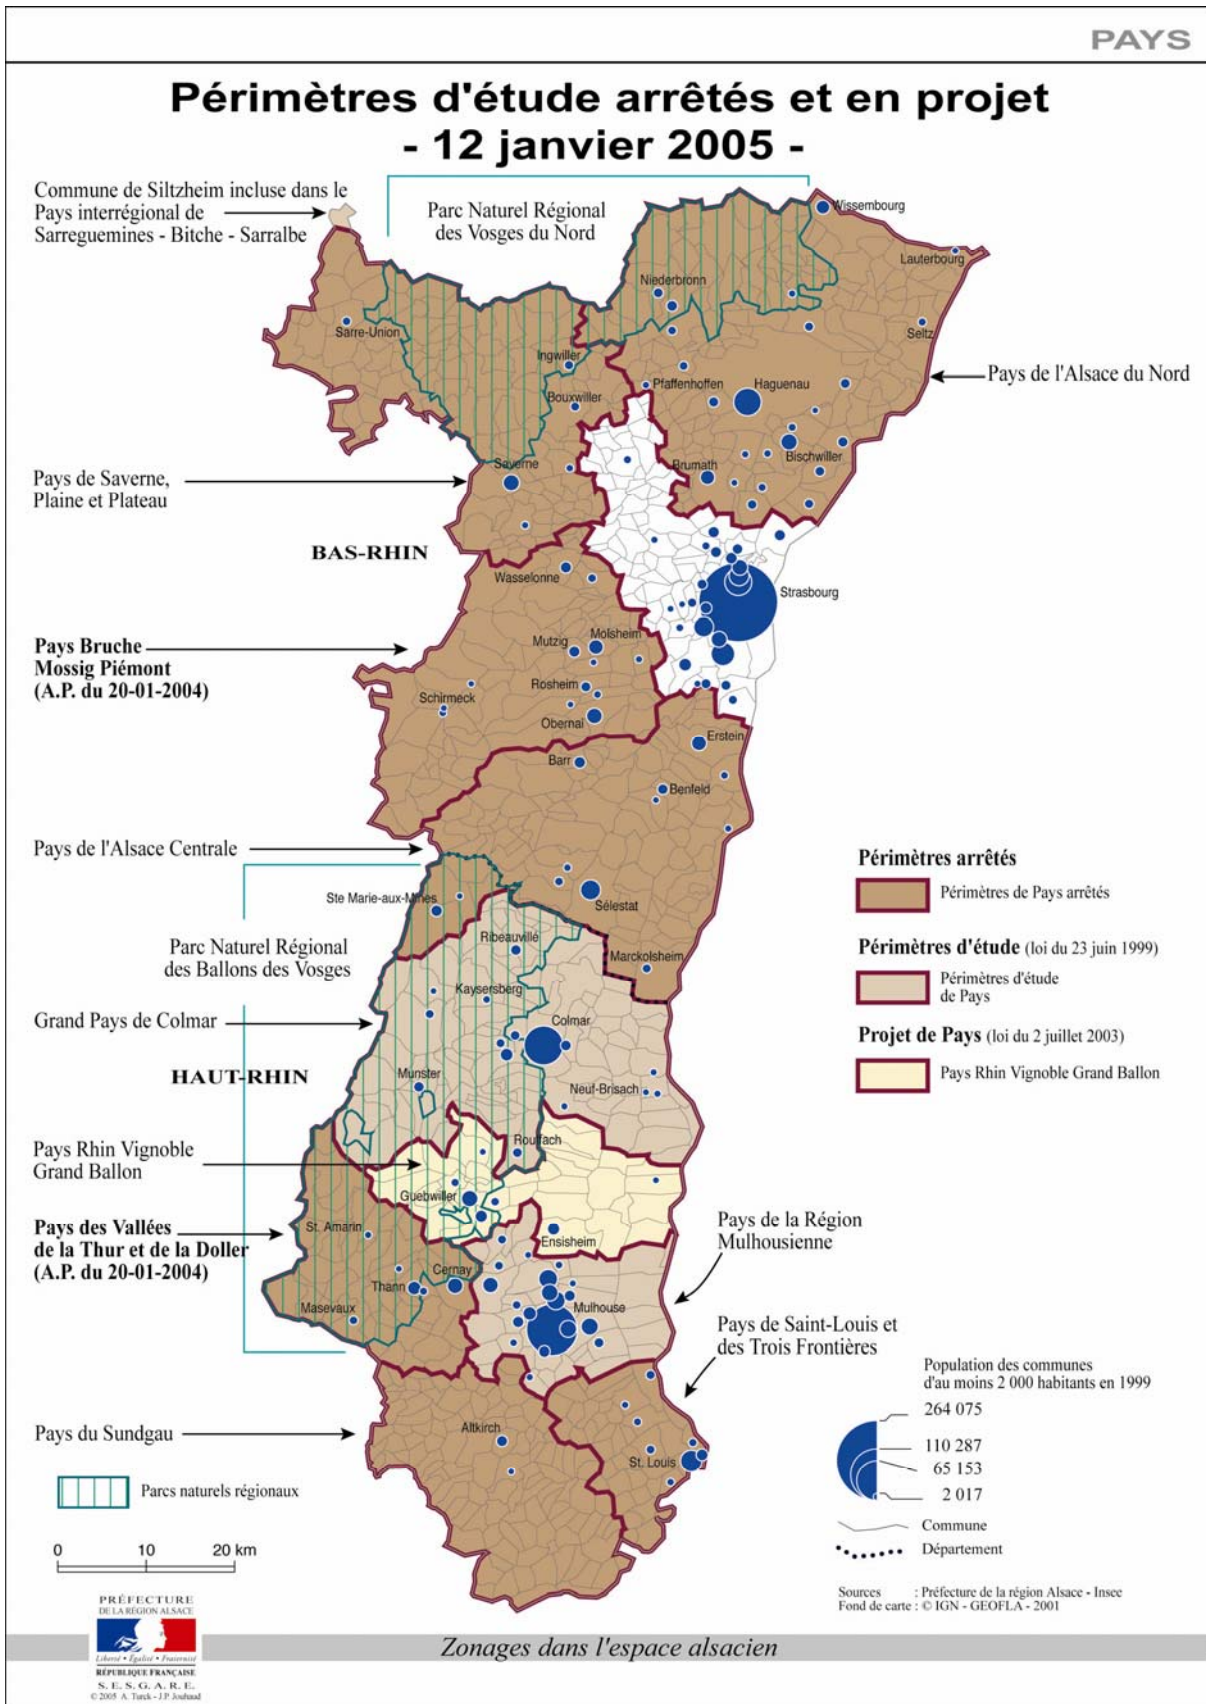 PAYS
Périmètres d'étude arrêtés et en projet
- 12 janvier 2005 -
Commune de Siltzheim incluse dans le
Pays interrégional de
Sarreguemines - Bitche - Sarralbe
Parc Naturel Régional
des Vosges du Nord
Wissembourg
Lauterbourg
Niederbronn
Seltz
Sarre-Union
Ingwiller
Pays de l'Alsace du Nord
Pfaffenhoffen
Haguenau
Bouxwiller
Bischwiller
Saverne
Brumath
Pays de Saverne,
Plaine et Plateau
BAS-RHIN
Wasselonne
Strasbourg
Pays Bruche
Mossig Piémont
(A.P. du 20-01-2004)
Mutzig
Molsheim
Rosheim
Schirmeck
Obernai
Erstein
Barr
Benfeld
Pays de l'Alsace Centrale
Ste Marie-aux-Mines
Sélestat
Parc Naturel Régional
des Ballons des Vosges
Ribeauvillé
Marckolsheim
Kaysersberg
Grand Pays de Colmar
Colmar
HAUT-RHIN
Munster
Neuf-Brisach
Périmètres arrêtés
Périmètres de Pays arrêtés
Périmètres d'étude (loi du 23 juin 1999)
Périmètres d'étude
de Pays
Projet de Pays (loi du 2 juillet 2003)
Pays Rhin Vignoble Grand Ballon
Pays Rhin Vignoble
Grand Ballon
Rouffach
Guebwiller
Pays des Vallées
de la Thur et de la Doller
(A.P. du 20-01-2004)
St. Amarin
Ensisheim
Pays de la Région
Mulhousienne
Thann
Cernay
Masevaux
Mulhouse
Pays de Saint-Louis et
des Trois Frontières
Pays du Sundgau
Altkirch
St. Louis
Population des communes
d'au moins 2 000 habitants en 1999
264 075
110 287
65 153
2 017
Commune
Département
Parcs naturels régionaux
0 10 20 km
Sources : Préfecture de la région Alsace - Insee
Fond de carte : © IGN - GEOFLA - 2001
PRÉFECTURE
DE LA RÉGION ALSACE
Liberté • Égalité • Fraternité
RÉPUBLIQUE FRANÇAISE
S. E. S. G. A. R. E.
© 2005 A. Turck - J.P. Jouhaud
Zonages dans l'espace alsacien